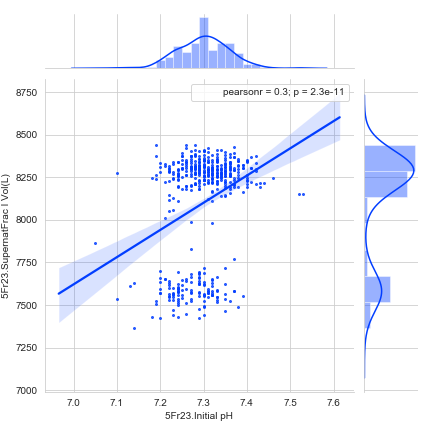 pearsonr = 0.3; p = 2.3e-11
8750
8500
8250
8000
7750
7500
7250
7000
5Fr23.SupernatFrac I Vol(L)
7.0 7.1 7.2 7.3 7.4 7.5 7.6
5Fr23.Initial pH